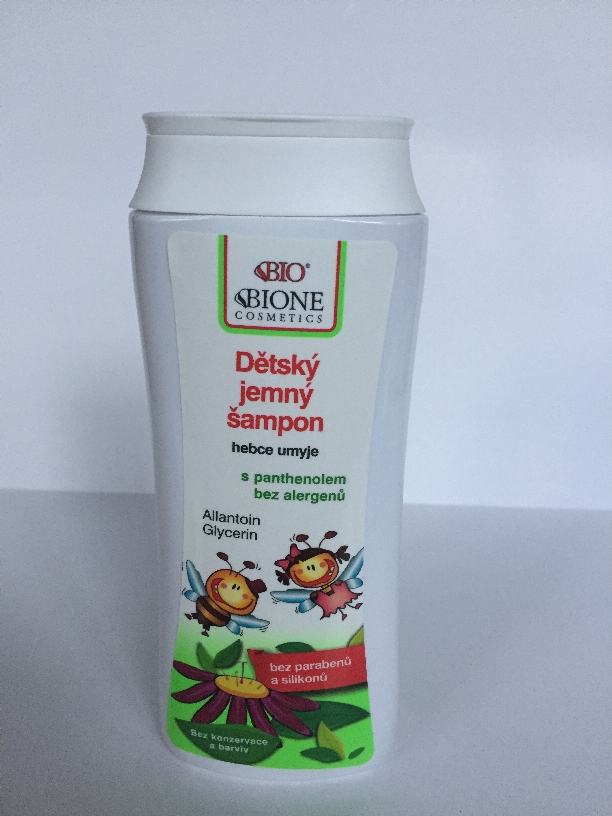 BIO®
BIONE
COSMETICS
Dětský
jemný
šampon
hebce umyje
s panthenolem
bez alergenů
Allantoin
Glycerin
bez parabenů
a silikonů
Bez konzervace
a barviv